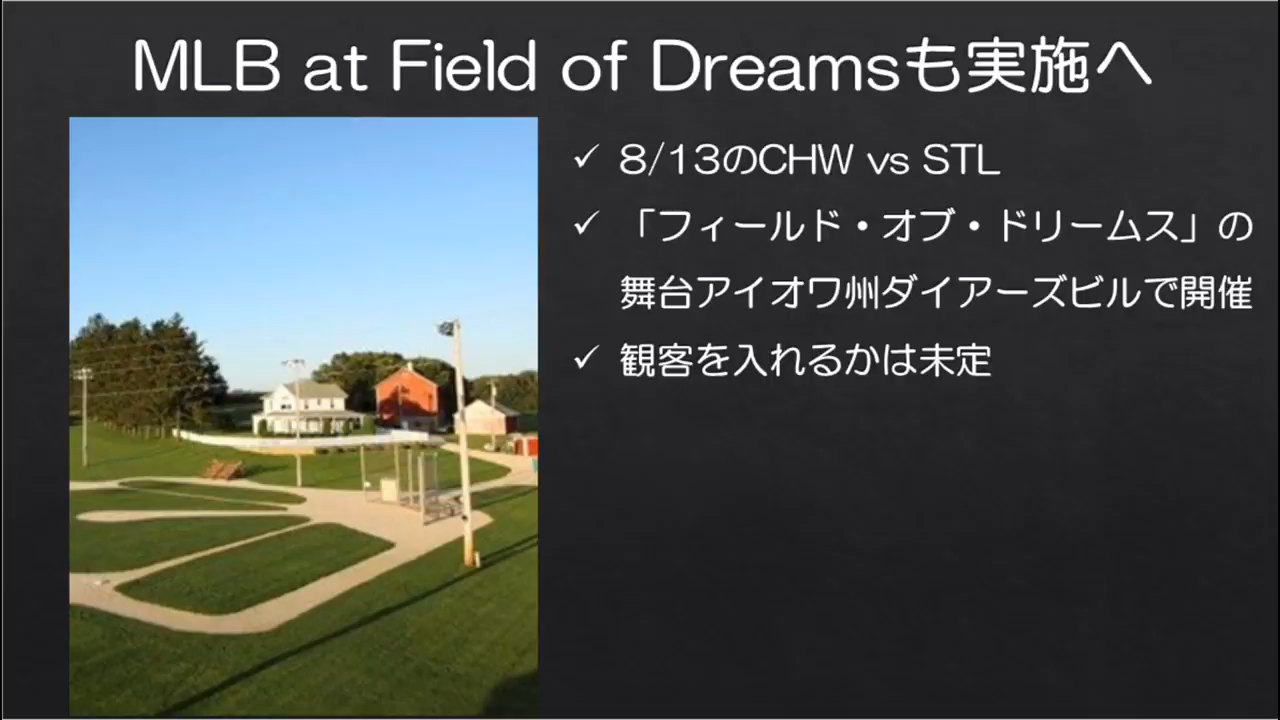 MLB at Field of Dreamsも実施へ
8/13のCHW vs STL
「フィールド・オブ・ドリームス」の
舞台アイオワ州ダイアーズビルで開催
観客を入れるかは未定